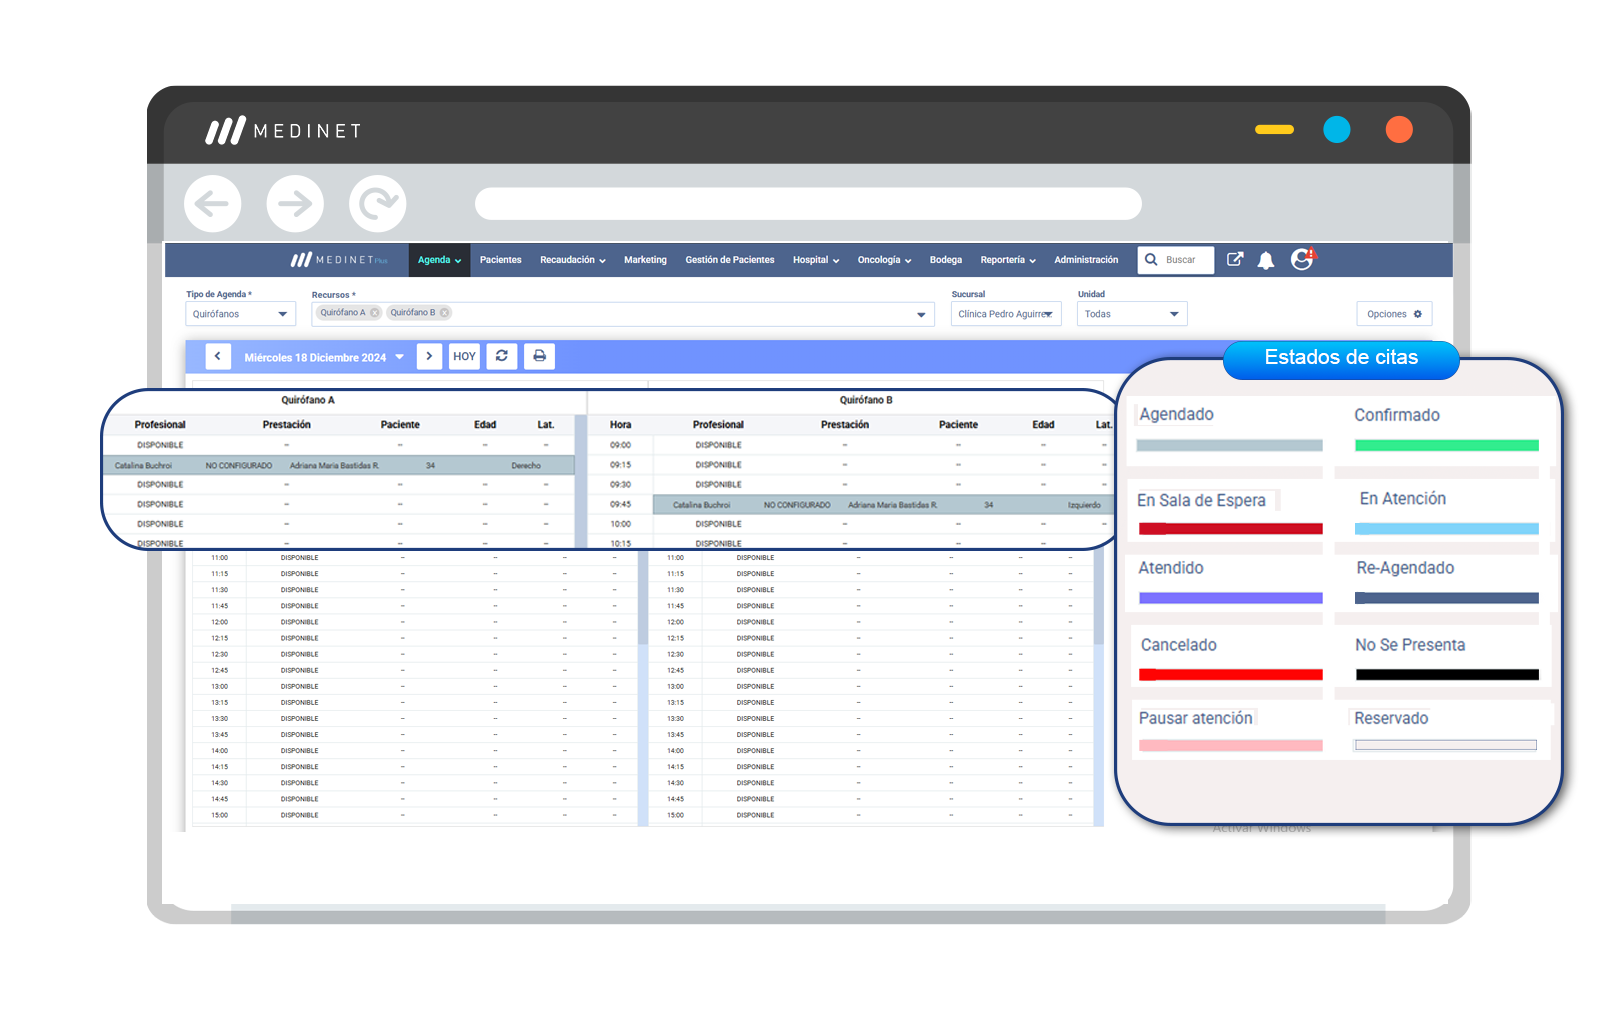 MEDINET
MEDINET Plus Agenda Pacientes Recaudación Marketing Gestión de Pacientes Hospital Oncología Bodega Reportería Administración Buscar
Tipo de Agenda * Recursos * Sucursal Unidad
Quirófanos Quirófano A Quirófano B Clínica Pedro Aguirre Todas Opciones
Miércoles 18 Diciembre 2024 HOY
Quirófano A Quirófano B
Profesional Prestación Paciente Edad Lat. Hora Profesional Prestación Paciente Edad Lat.
DISPONIBLE -- -- -- -- 09:00 DISPONIBLE -- -- -- --
Catalina Buchroi NO CONFIGURADO Adriana Maria Bastidas R. 34 Derecho 09:15 DISPONIBLE -- -- -- --
DISPONIBLE -- -- -- -- 09:30 DISPONIBLE -- -- -- --
DISPONIBLE -- -- -- -- 09:45 Catalina Buchroi NO CONFIGURADO Adriana Maria Bastidas R. 34 Izquierdo
DISPONIBLE -- -- -- -- 10:00 DISPONIBLE -- -- -- --
DISPONIBLE -- -- -- -- 10:15 DISPONIBLE -- -- -- --
11:00 DISPONIBLE -- -- -- -- 11:00 DISPONIBLE -- -- -- --
11:15 DISPONIBLE -- -- -- -- 11:15 DISPONIBLE -- -- -- --
11:30 DISPONIBLE -- -- -- -- 11:30 DISPONIBLE -- -- -- --
11:45 DISPONIBLE -- -- -- -- 11:45 DISPONIBLE -- -- -- --
12:00 DISPONIBLE -- -- -- -- 12:00 DISPONIBLE -- -- -- --
12:15 DISPONIBLE -- -- -- -- 12:15 DISPONIBLE -- -- -- --
12:30 DISPONIBLE -- -- -- -- 12:30 DISPONIBLE -- -- -- --
12:45 DISPONIBLE -- -- -- -- 12:45 DISPONIBLE -- -- -- --
13:00 DISPONIBLE -- -- -- -- 13:00 DISPONIBLE -- -- -- --
13:15 DISPONIBLE -- -- -- -- 13:15 DISPONIBLE -- -- -- --
13:30 DISPONIBLE -- -- -- -- 13:30 DISPONIBLE -- -- -- --
13:45 DISPONIBLE -- -- -- -- 13:45 DISPONIBLE -- -- -- --
14:00 DISPONIBLE -- -- -- -- 14:00 DISPONIBLE -- -- -- --
14:15 DISPONIBLE -- -- -- -- 14:15 DISPONIBLE -- -- -- --
14:30 DISPONIBLE -- -- -- -- 14:30 DISPONIBLE -- -- -- --
14:45 DISPONIBLE -- -- -- -- 14:45 DISPONIBLE -- -- -- --
15:00 DISPONIBLE -- -- -- -- 15:00 DISPONIBLE -- -- -- --
Estados de citas
Agendado Confirmado
En Sala de Espera En Atención
Atendido Re-Agendado
Cancelado No Se Presenta
Pausar atención Reservado
Activar Windows